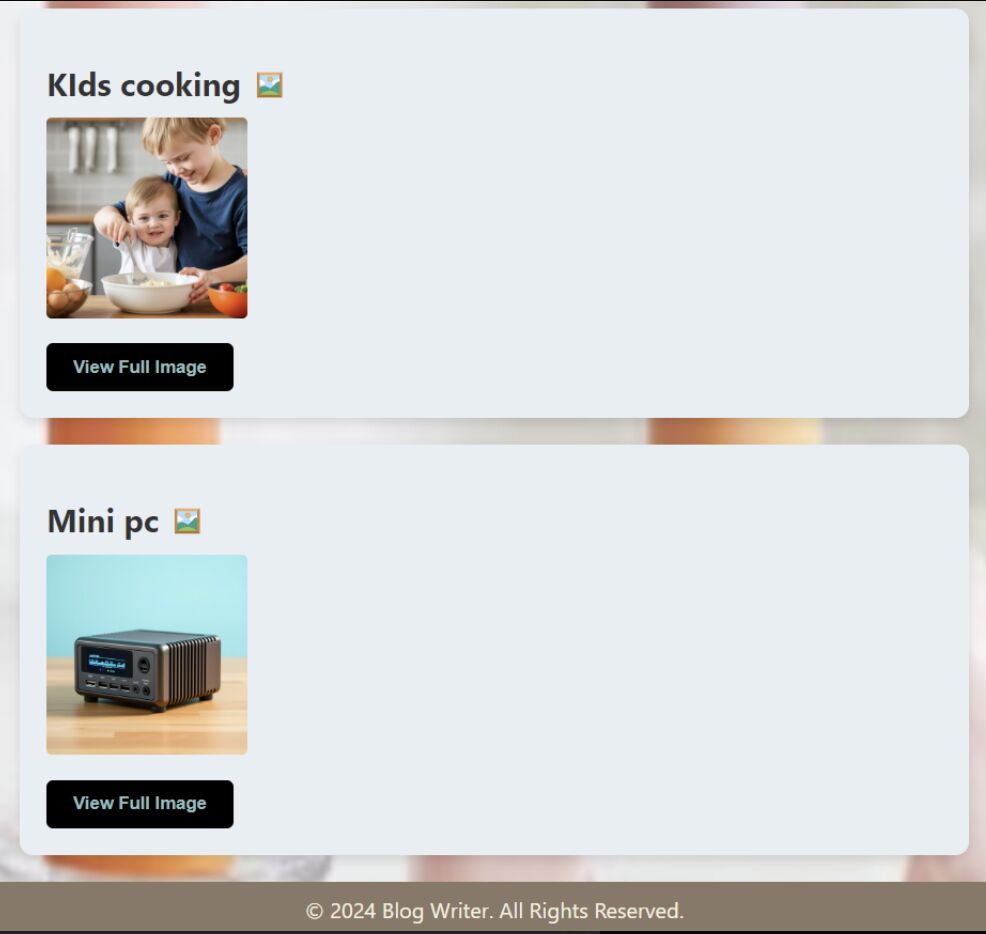 KIds cooking 🖼️
View Full Image
Mini pc 🖼️
View Full Image
© 2024 Blog Writer. All Rights Reserved.